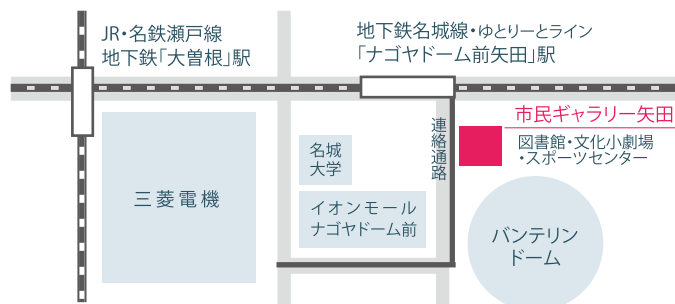 JR・名鉄瀬戸線
地下鉄「大曽根」駅
地下鉄名城線・ゆとりーとライン
「ナゴヤドーム前矢田」駅
市民ギャラリー矢田
図書館・文化小劇場
・スポーツセンター
連絡通路
名城
大学
三菱電機
イオンモール
ナゴヤドーム前
バンテリン
ドーム